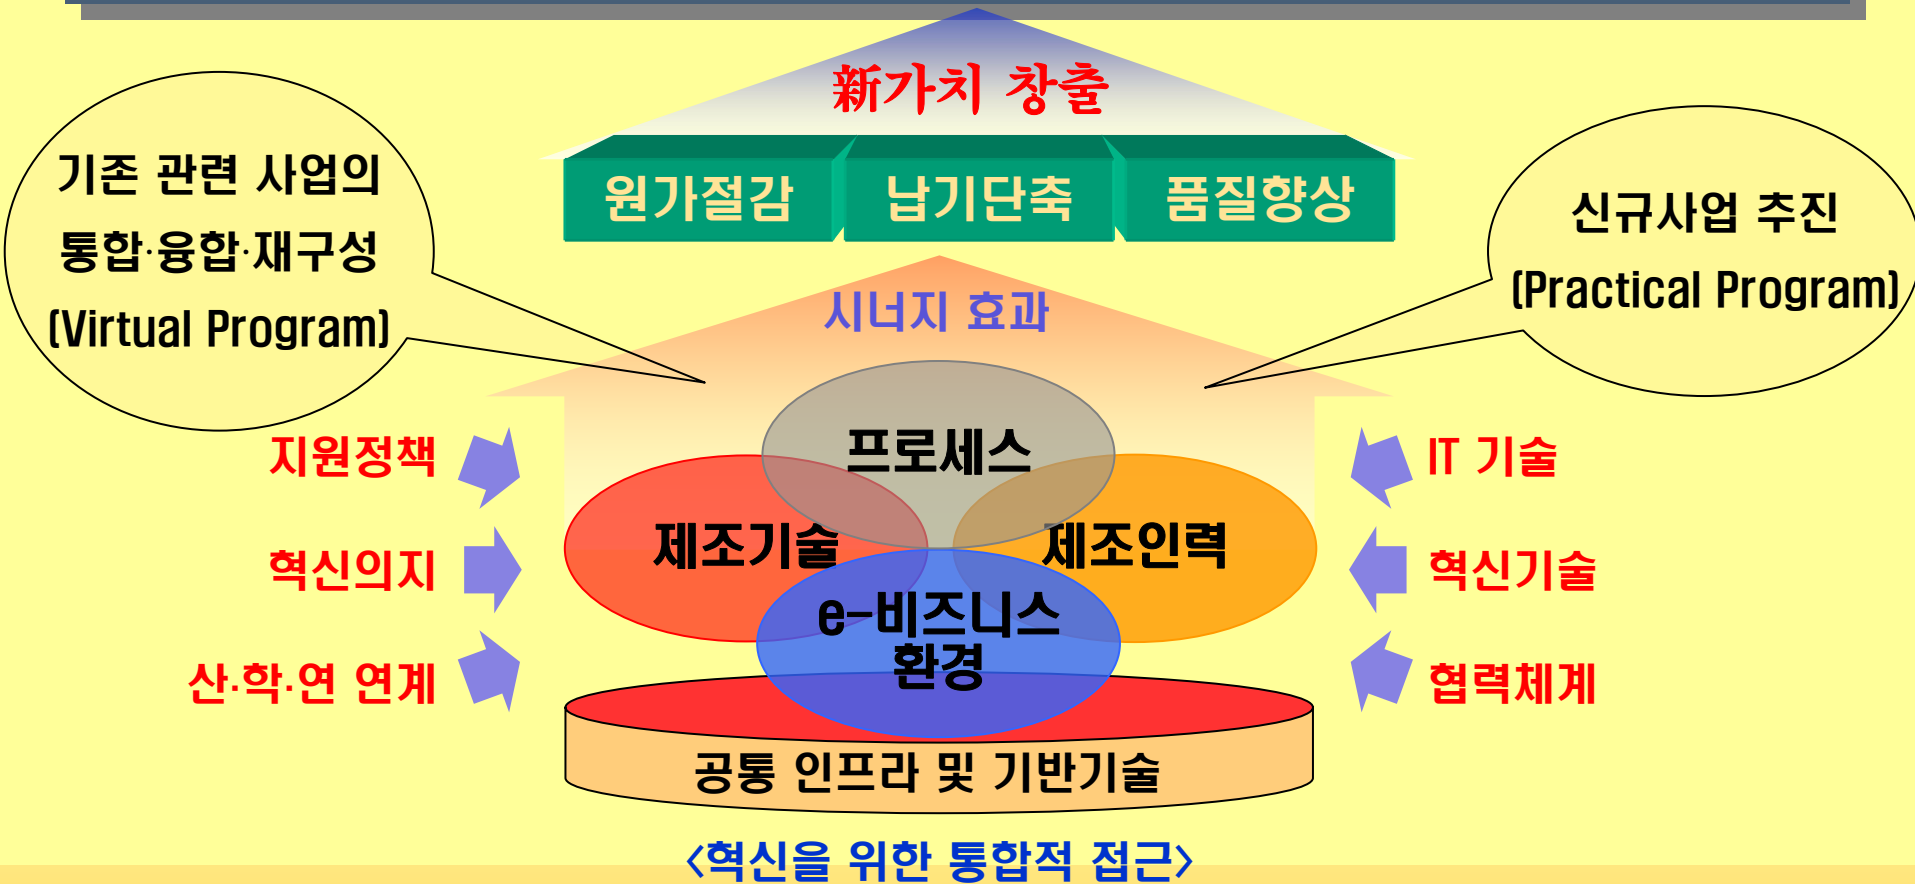 新가치 창출
원가절감 납기단축 품질향상
기존 관련 사업의
통합·융합·재구성
(Virtual Program)
신규사업 추진
(Practical Program)
시너지 효과
프로세스
제조기술
제조인력
e-비즈니스
환경
지원정책
혁신의지
산·학·연 연계
IT 기술
혁신기술
협력체계
공통 인프라 및 기반기술
<혁신을 위한 통합적 접근>